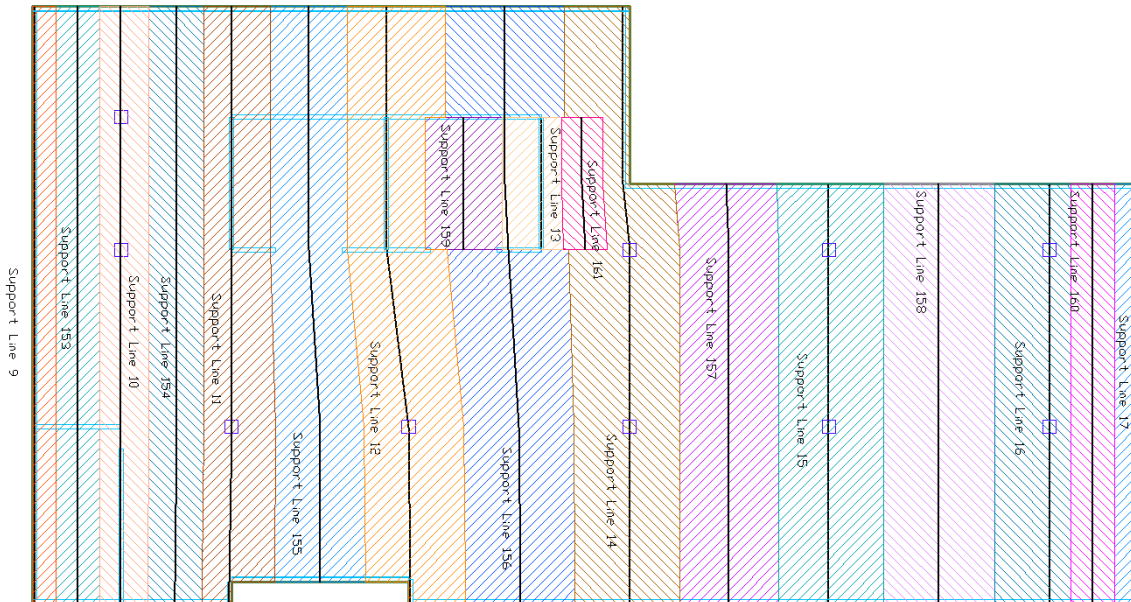 Support Line 9
Support Line 153
Support Line 10
Support Line 154
Support Line 11
Support Line 155
Support Line 12
Support Line 159
Support Line 156
Support Line 13
Support Line 161
Support Line 14
Support Line 157
Support Line 15
Support Line 158
Support Line 16
Support Line 160
Support Line 17